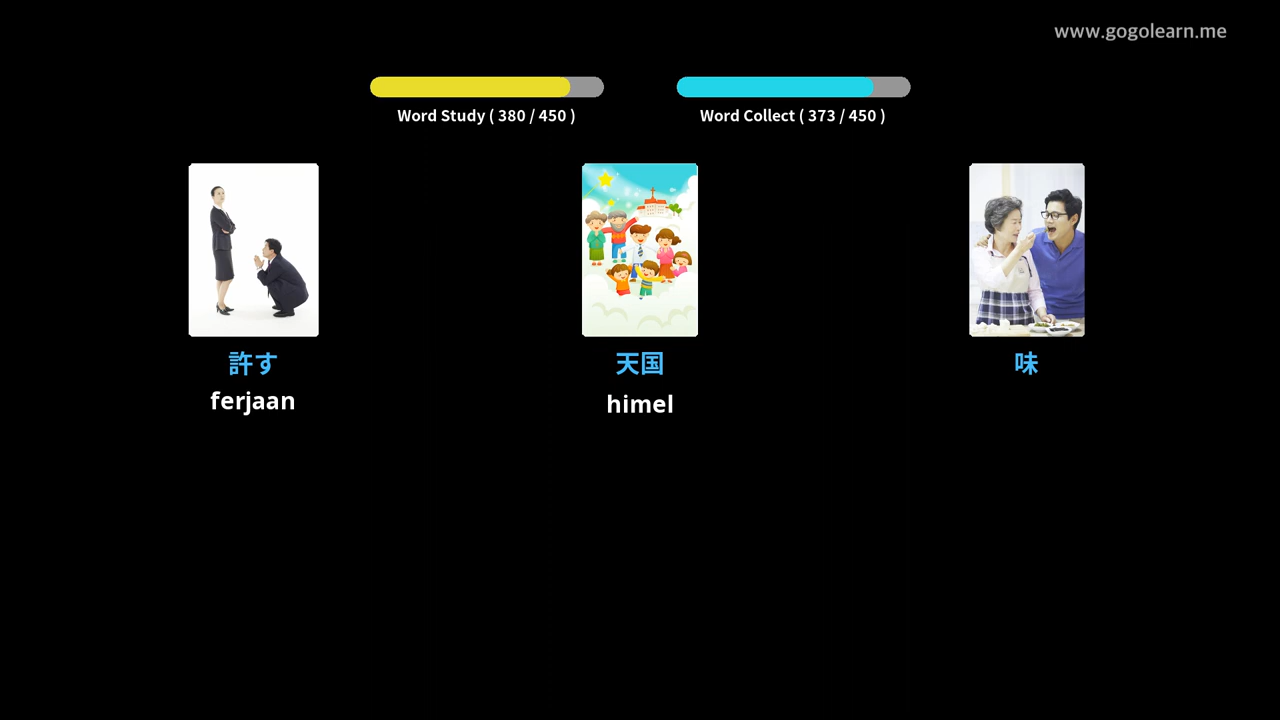 www.gogolearn.me
Word Study ( 380 / 450 )
Word Collect ( 373 / 450 )
許す
天国
味
ferjaan
himel